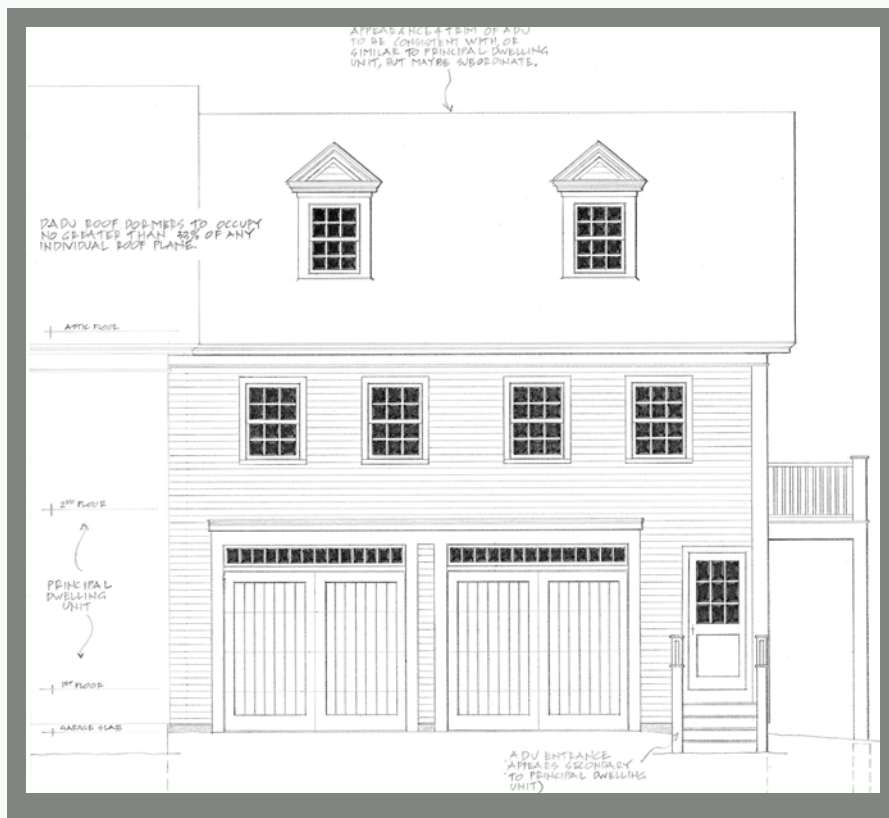 APPEARANCE & TRIM OF ADU
TO BE CONSISTENT WITH, OR
SIMILAR TO PRINCIPAL DWELLING
UNIT, BUT MAYBE SUBORDINATE.
DADU ROOF DORMERS TO OCCUPY
NO GREATER THAN 33% OF ANY
INDIVIDUAL ROOF PLANE.
ATTIC FLOOR
2ND FLOOR
PRINCIPAL
DWELLING
UNIT
1ST FLOOR
GARAGE SLAB
ADU ENTRANCE
APPEARS SECONDARY
TO PRINCIPAL DWELLING
UNIT)